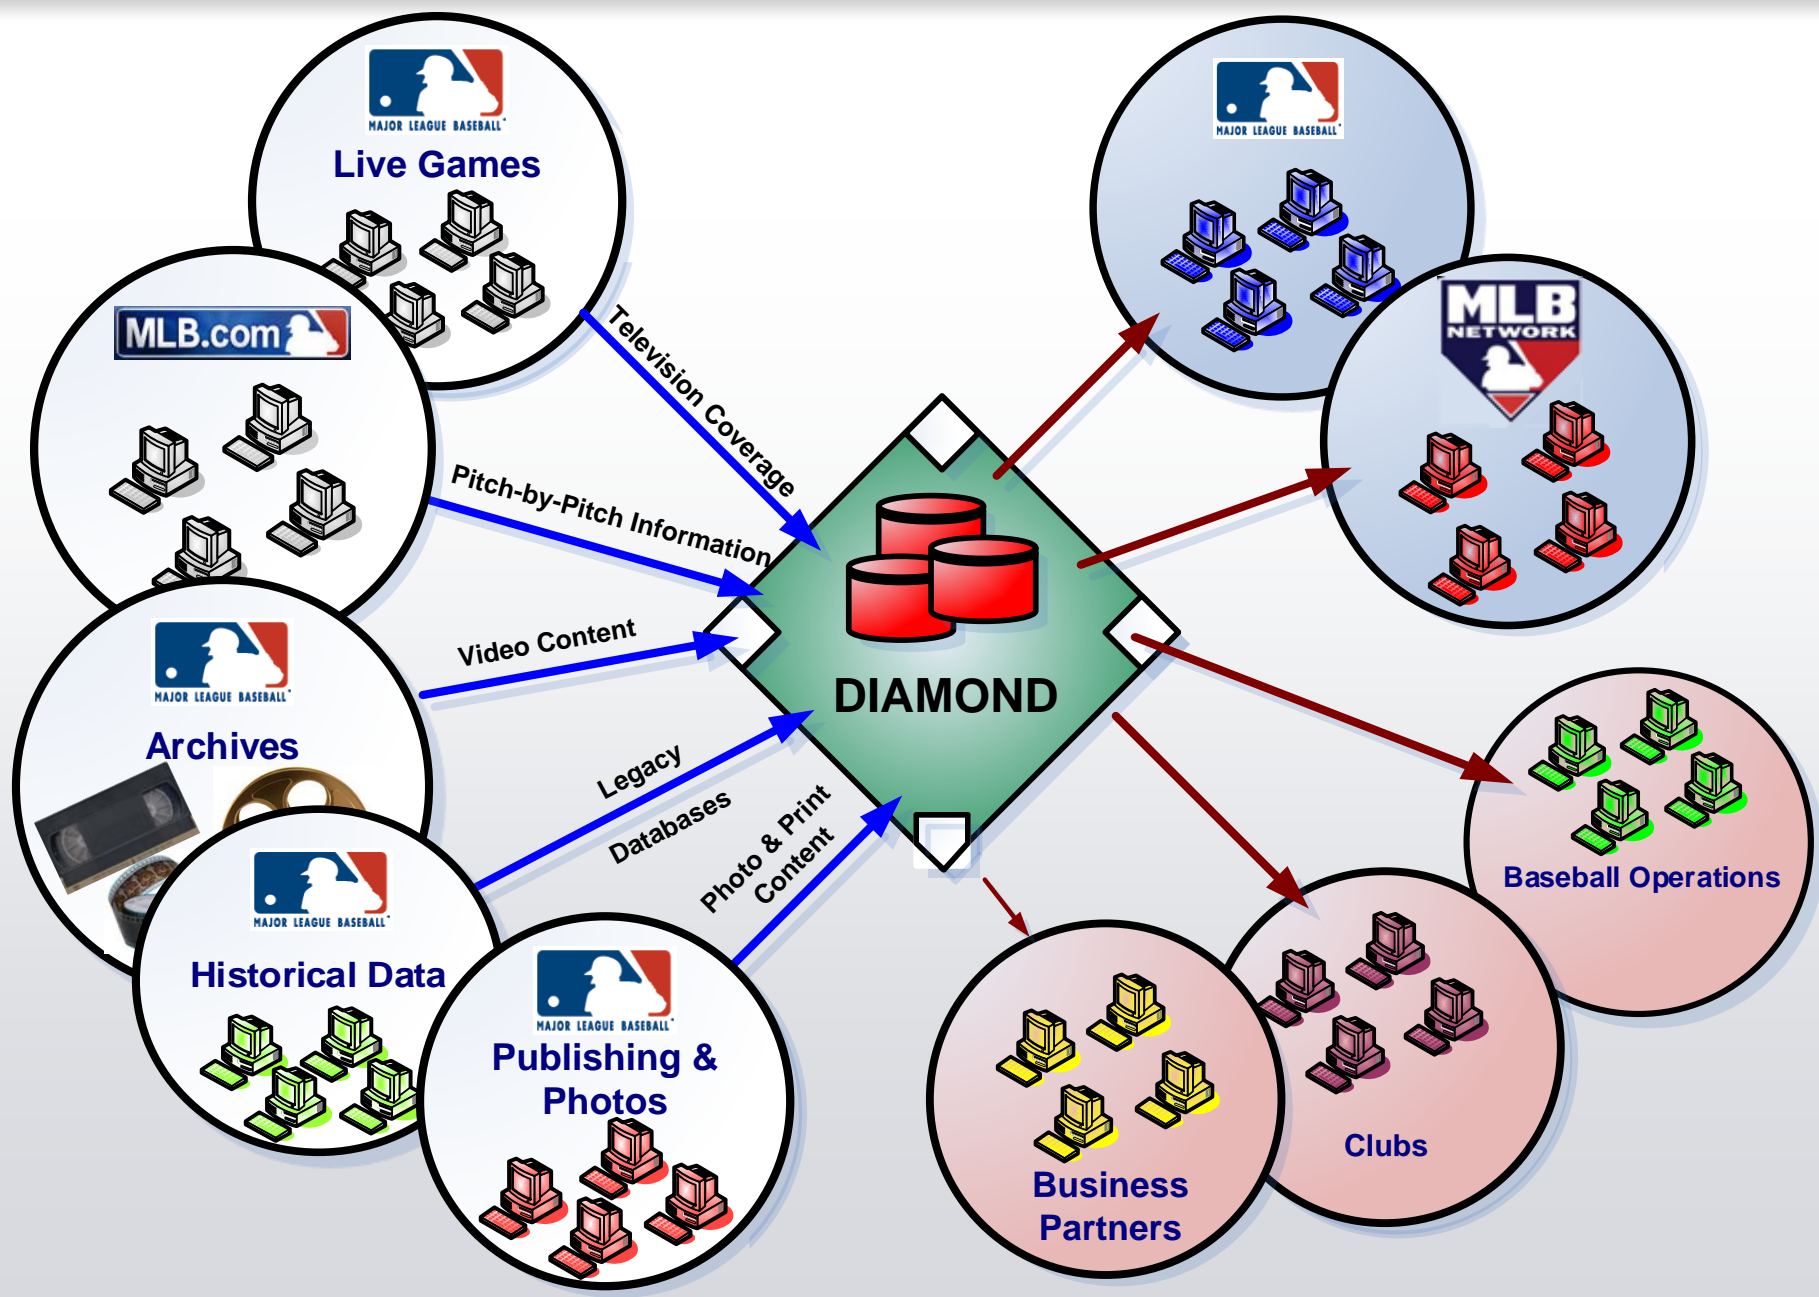 MAJOR LEAGUE BASEBALL
Live Games
MLB.com
MAJOR LEAGUE BASEBALL
Archives
MAJOR LEAGUE BASEBALL
Historical Data
MAJOR LEAGUE BASEBALL
Publishing &
Photos
Television Coverage
Pitch-by-Pitch Information
Video Content
Legacy
Databases
Photo & Print
Content
DIAMOND
MAJOR LEAGUE BASEBALL
MLB
NETWORK
Baseball Operations
Clubs
Business
Partners